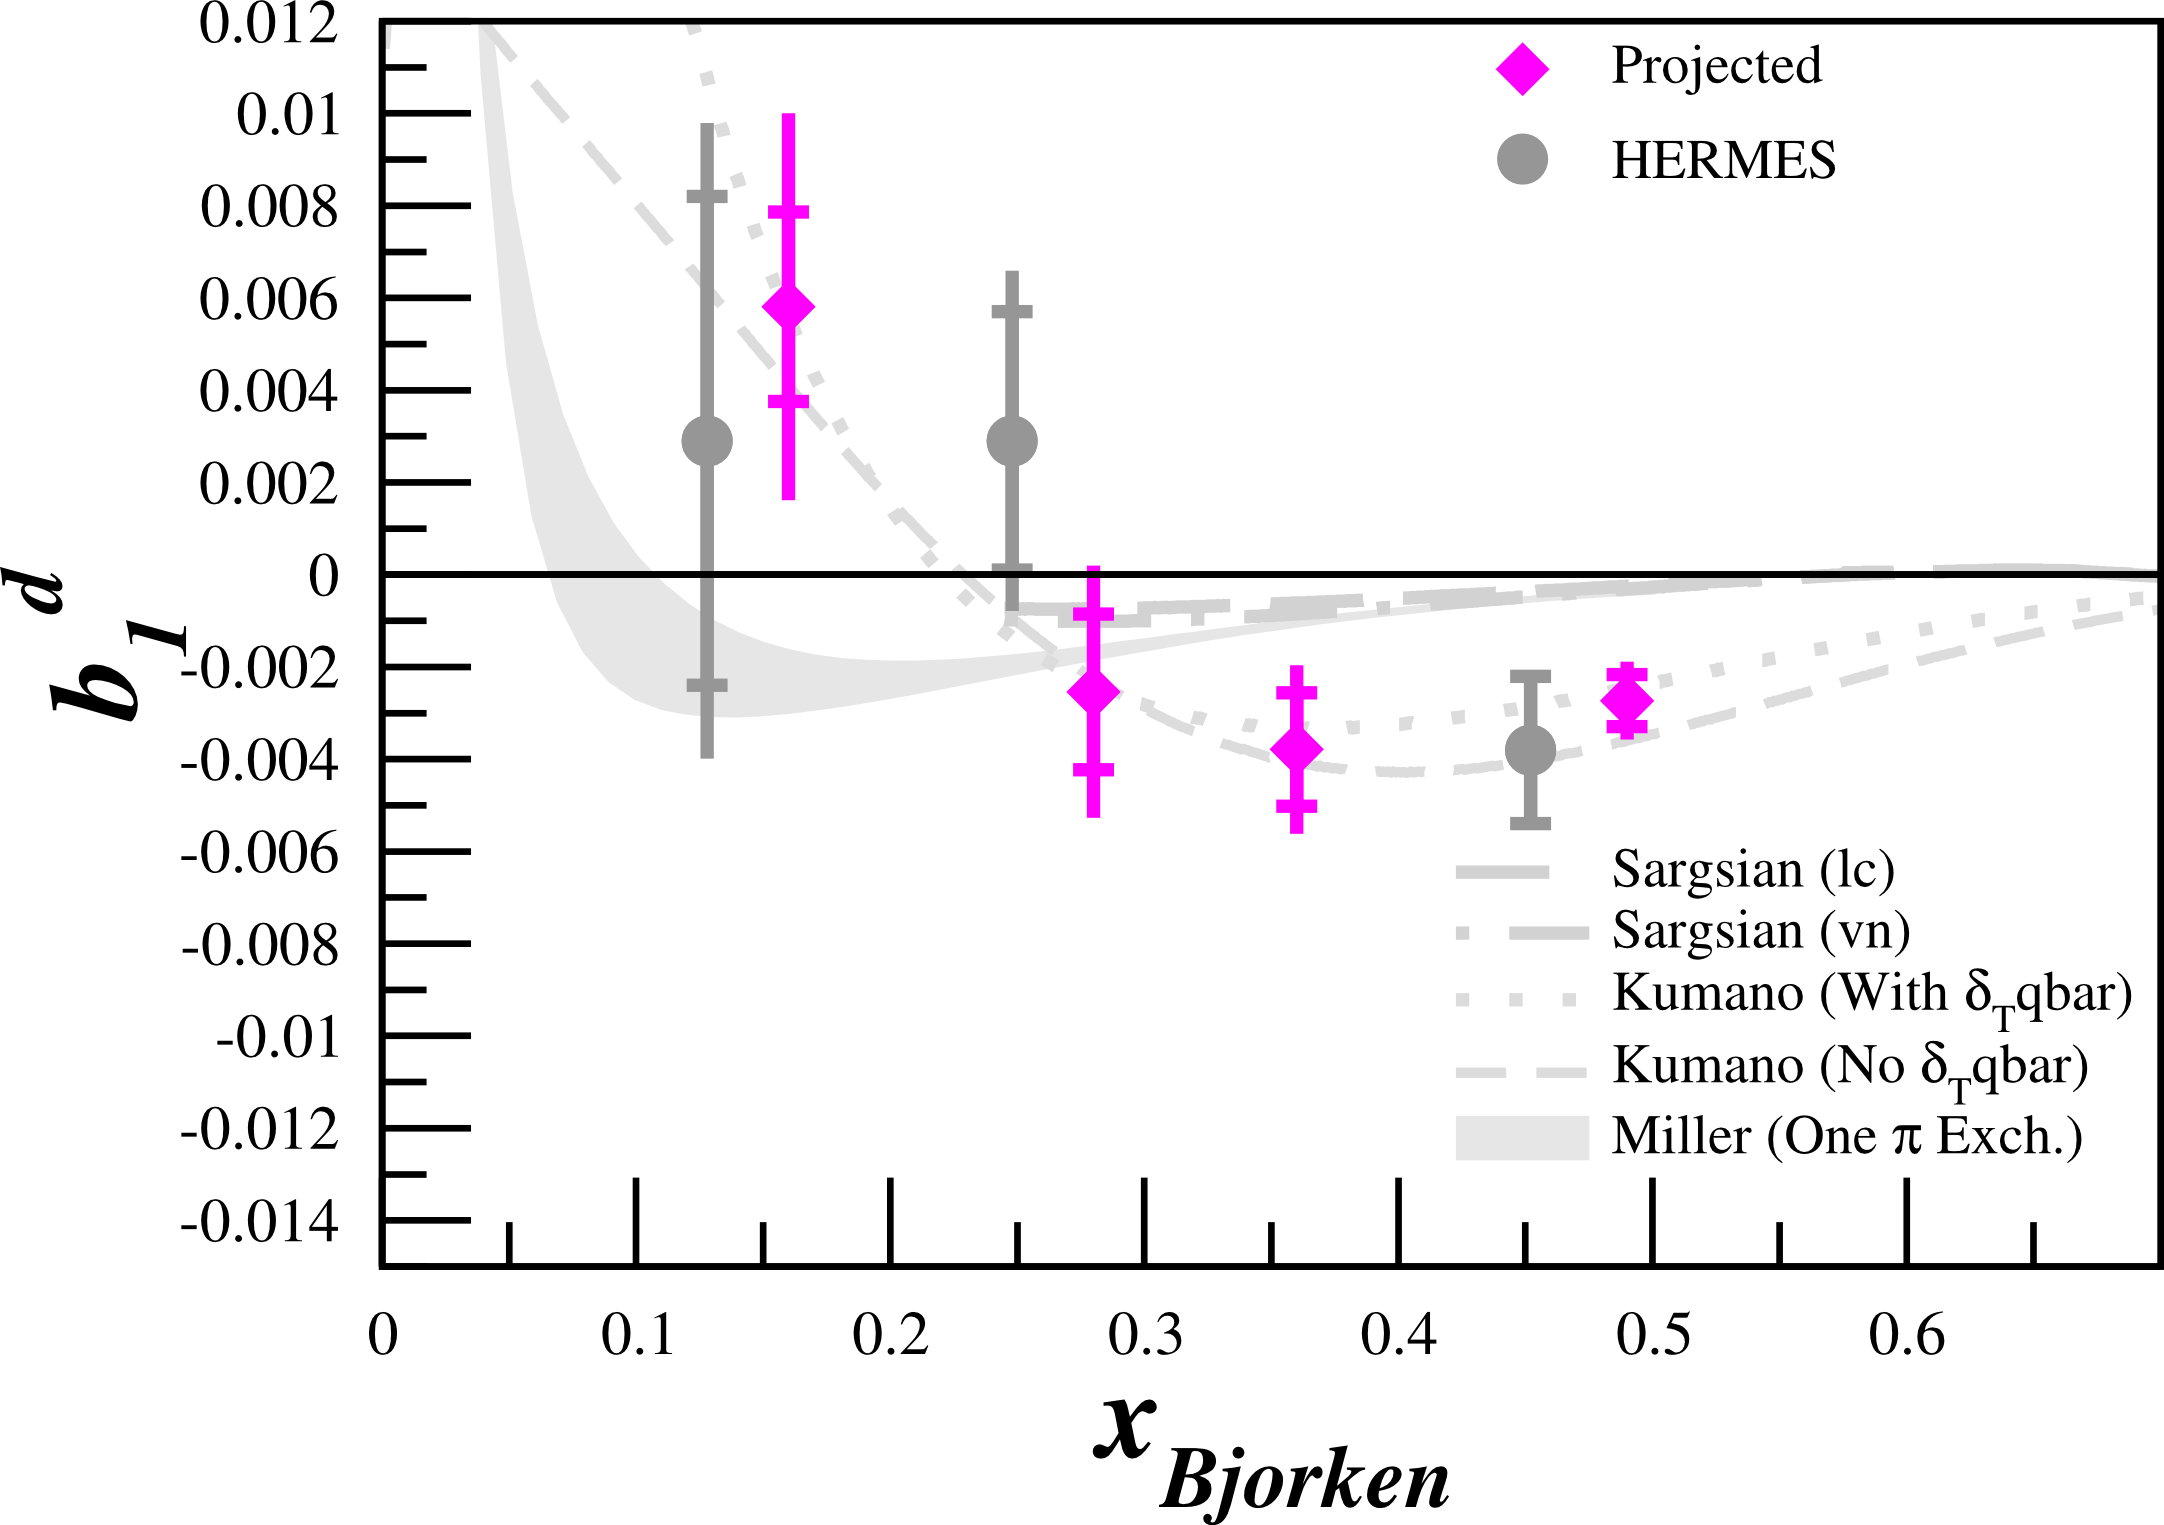 0.012
0.01
0.008
0.006
0.004
0.002
0
-0.002
-0.004
-0.006
-0.008
-0.01
-0.012
-0.014
b1d
Projected
HERMES
Sargsian (lc)
Sargsian (vn)
Kumano (With δTqbar)
Kumano (No δTqbar)
Miller (One π Exch.)
0 0.1 0.2 0.3 0.4 0.5 0.6
xBjorken